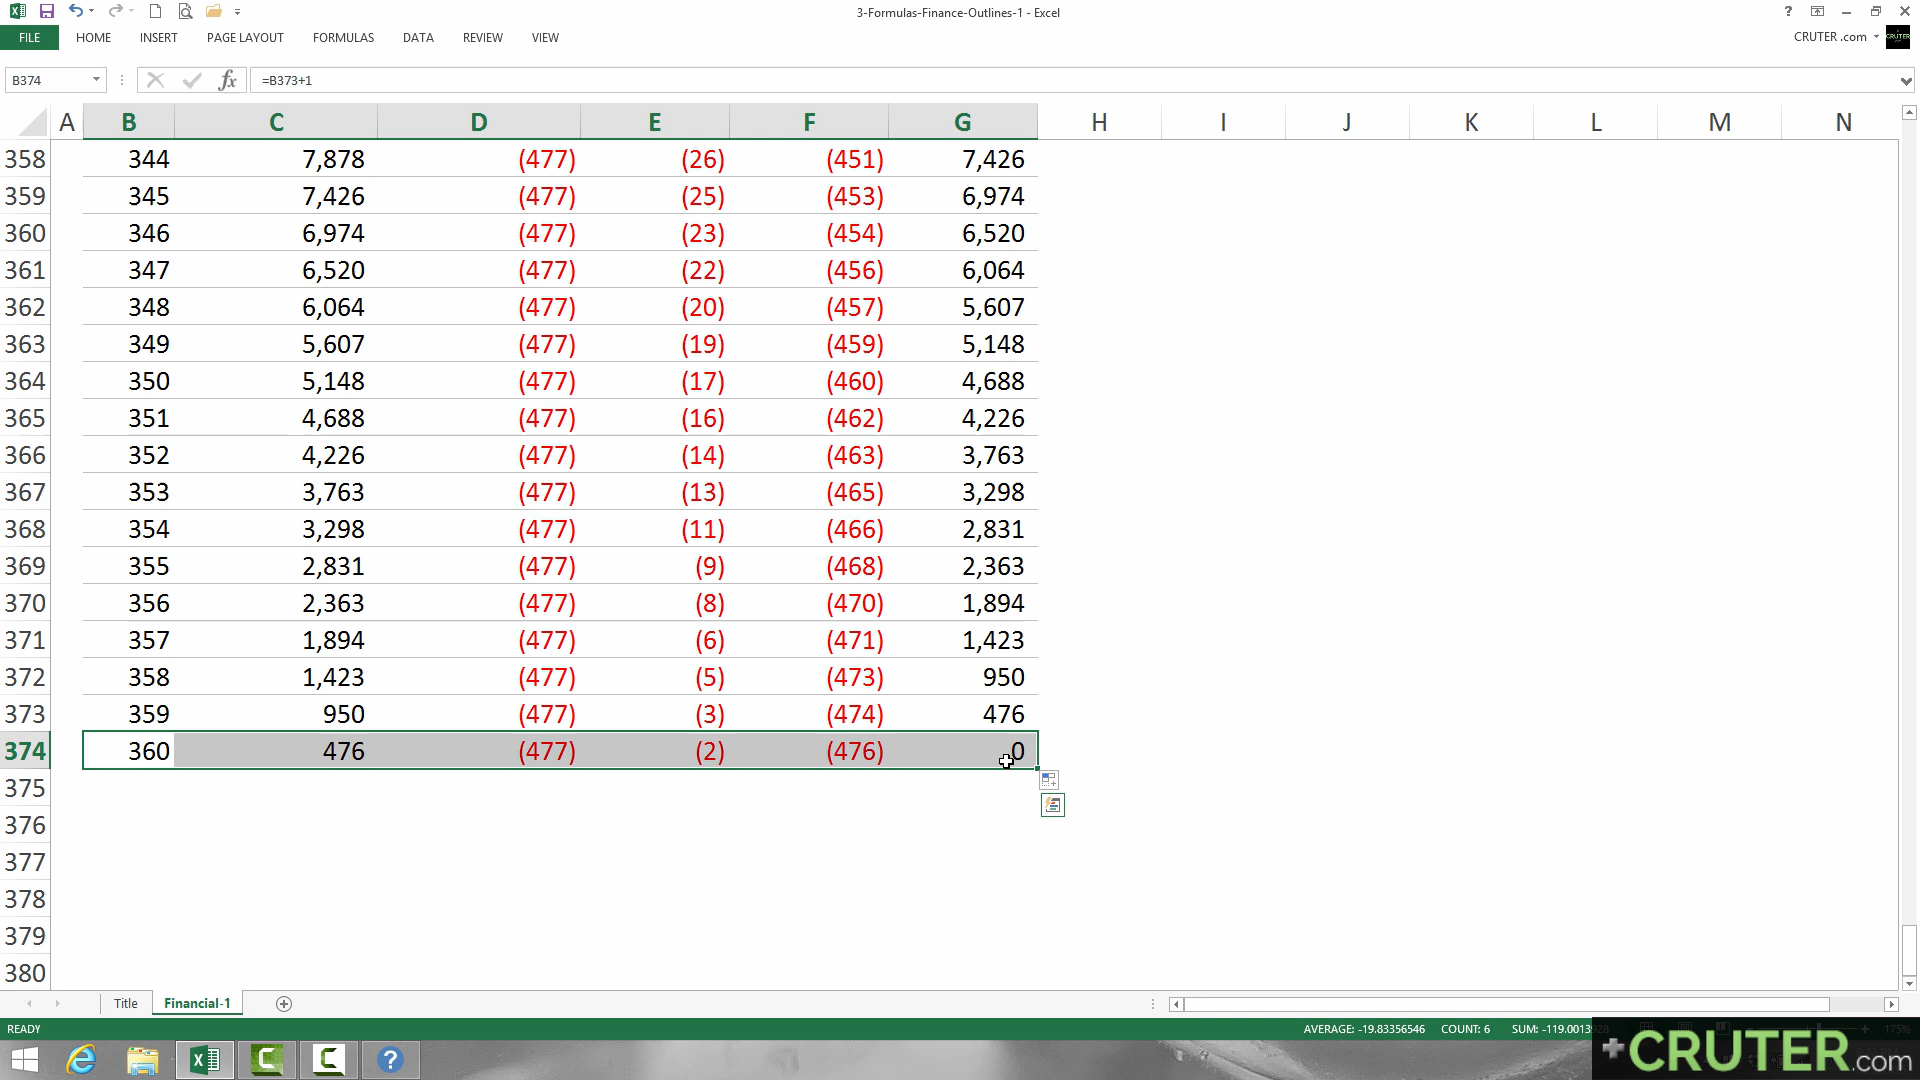 3-Formulas-Finance-Outlines-1 - Excel
?
FILE HOME INSERT PAGE LAYOUT FORMULAS DATA REVIEW VIEW CRUTER .com
B374 fx =B373+1
A B C D E F G H I J K L M N
358 344 7,878 (477) (26) (451) 7,426
359 345 7,426 (477) (25) (453) 6,974
360 346 6,974 (477) (23) (454) 6,520
361 347 6,520 (477) (22) (456) 6,064
362 348 6,064 (477) (20) (457) 5,607
363 349 5,607 (477) (19) (459) 5,148
364 350 5,148 (477) (17) (460) 4,688
365 351 4,688 (477) (16) (462) 4,226
366 352 4,226 (477) (14) (463) 3,763
367 353 3,763 (477) (13) (465) 3,298
368 354 3,298 (477) (11) (466) 2,831
369 355 2,831 (477) (9) (468) 2,363
370 356 2,363 (477) (8) (470) 1,894
371 357 1,894 (477) (6) (471) 1,423
372 358 1,423 (477) (5) (473) 950
373 359 950 (477) (3) (474) 476
374 360 476 (477) (2) (476) 0
375
376
377
378
379
380
Title Financial-1
READY AVERAGE: -19.83356546 COUNT: 6
SUM: 175%
+CRUTER.com